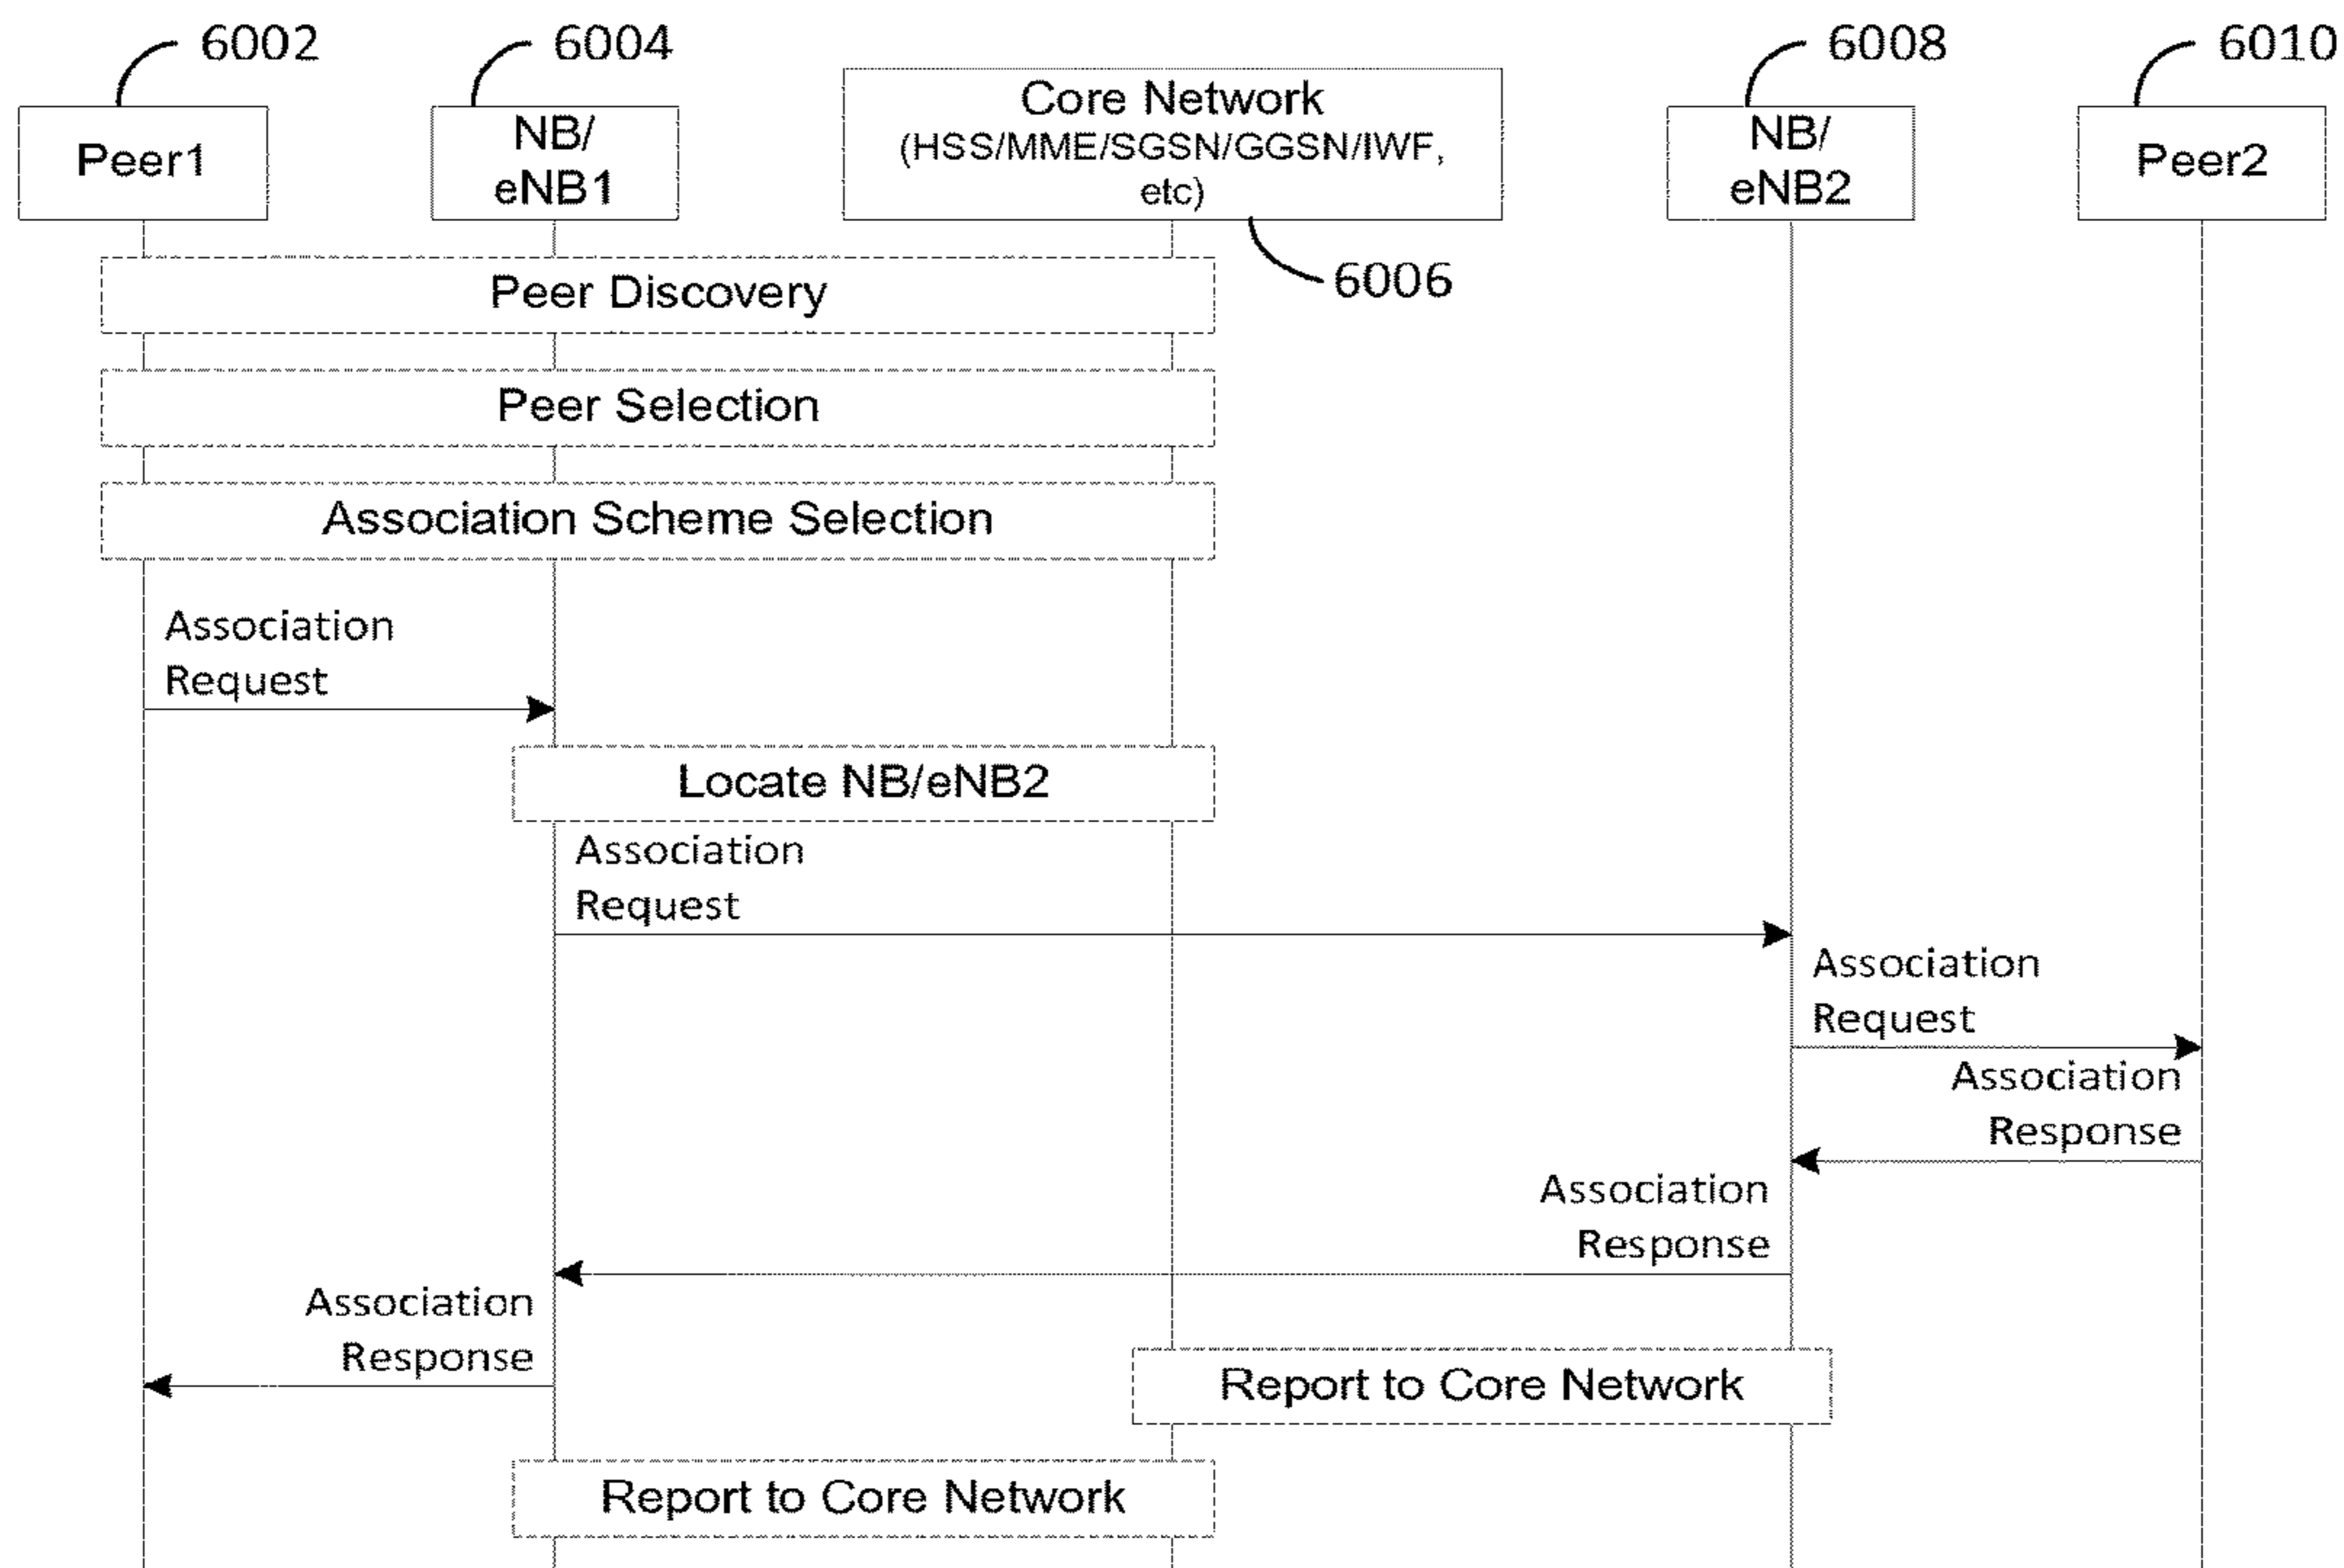 6002
6004
6008
6010
Peer1
NB/
eNB1
Core Network
(HSS/MME/SGSN/GGSN/IWF,
etc)
NB/
eNB2
Peer2
6006
Peer Discovery
Peer Selection
Association Scheme Selection
Association
Request
Locate NB/eNB2
Association
Request
Association
Request
Association
Response
Association
Response
Association
Response
Report to Core Network
Report to Core Network